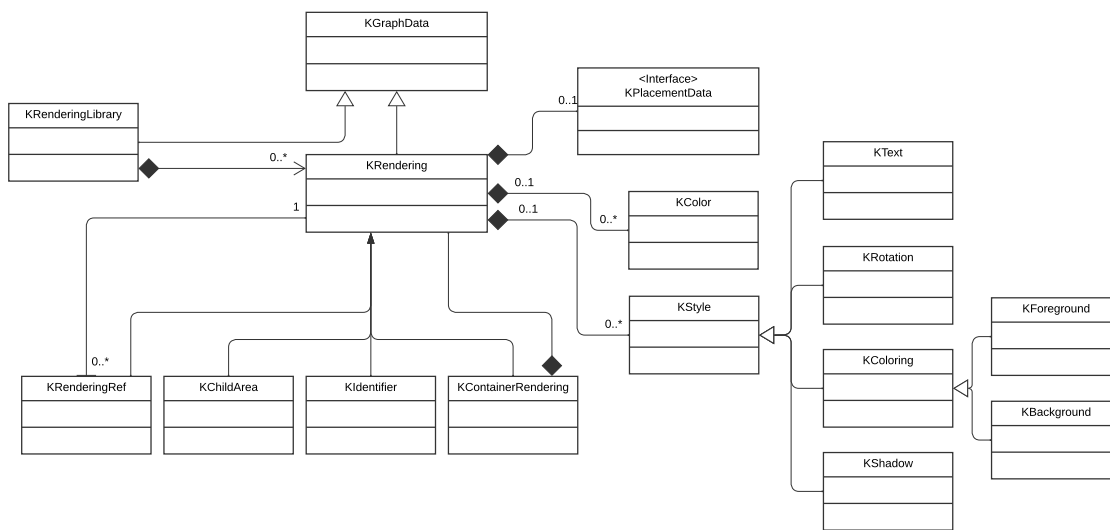 KGraphData
<Interface>
KPlacementData
0..1
KRenderingLibrary
0..*
KRendering
KText
0..1
KColor
0..*
1
0..1
KRotation
KStyle
0..*
KForeground
KColoring
0..*
KRenderingRef
KChildArea
KIdentifier
KContainerRendering
KBackground
KShadow